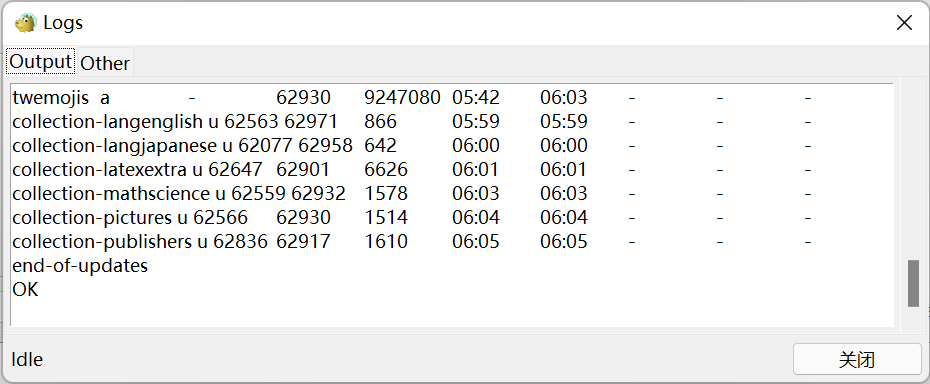 Logs
Output Other
twemojis a - 62930 9247080 05:42 06:03 - - -
collection-langenglish u 62563 62971 866 05:59 05:59 - - -
collection-langjapanese u 62077 62958 642 06:00 06:00 - - -
collection-latexextra u 62647 62901 6626 06:01 06:01 - - -
collection-mathscience u 62559 62932 1578 06:03 06:03 - - -
collection-pictures u 62566 62930 1514 06:04 06:04 - - -
collection-publishers u 62836 62917 1610 06:05 06:05 - - -
end-of-updates
OK
Idle 关闭